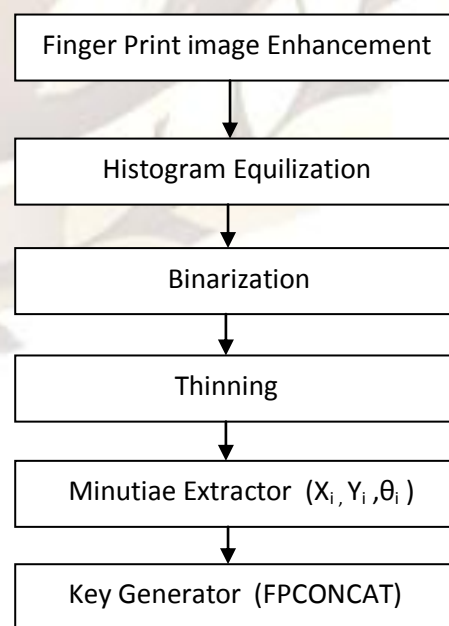 Finger Print image Enhancement
Histogram Equilization
Binarization
Thinning
Minutiae Extractor (Xᵢ, Yᵢ ,θᵢ )
Key Generator (FPCONCAT)